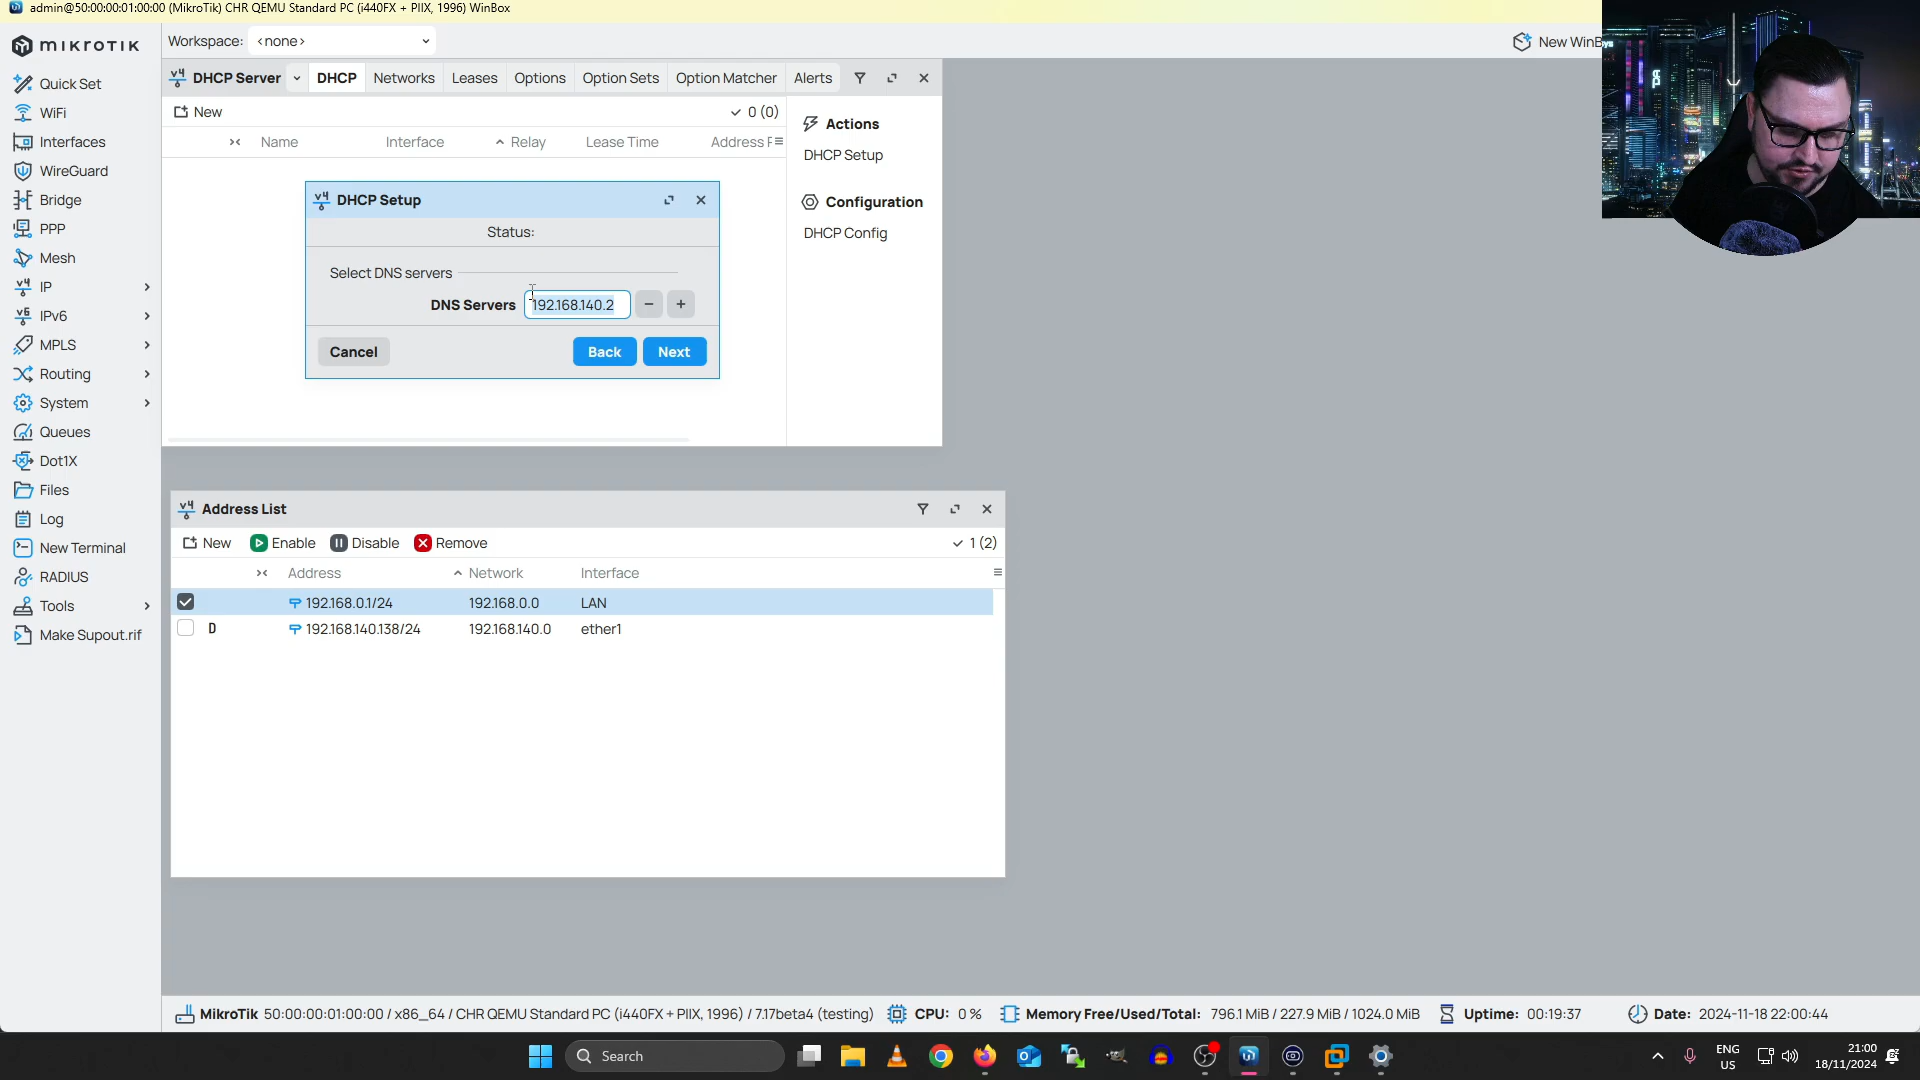 admin@50:00:00:01:00:00 (MikroTik) CHR QEMU Standard PC (i440FX + PIIX, 1996) WinBox
MIKROTIK
Workspace: <none>
New WinB
DHCP Server DHCP Networks Leases Options Option Sets Option Matcher Alerts
New 0 (0)
Name Interface Relay Lease Time Address
Actions
DHCP Setup
Configuration
DHCP Config
Quick Set
WiFi
Interfaces
WireGuard
Bridge
PPP
Mesh
IP
IPv6
MPLS
Routing
System
Queues
Dot1X
Files
Log
New Terminal
RADIUS
Tools
Make Supout.rif
DHCP Setup
Status:
Select DNS servers
DNS Servers 192.168.140.2 − +
Cancel Back Next
Address List
New Enable Disable Remove 1 (2)
Address Network Interface
192.168.0.1/24 192.168.0.0 LAN
D 192.168.140.138/24 192.168.140.0 ether1
MikroTik 50:00:00:01:00:00 / x86_64 / CHR QEMU Standard PC (i440FX + PIIX, 1996) / 7.17beta4 (testing) CPU: 0 % Memory Free/Used/Total: 796.1 MiB / 227.9 MiB / 1024.0 MiB Uptime: 00:19:37 Date: 2024-11-18 22:00:44
Search
ENG
US
21:00
18/11/2024